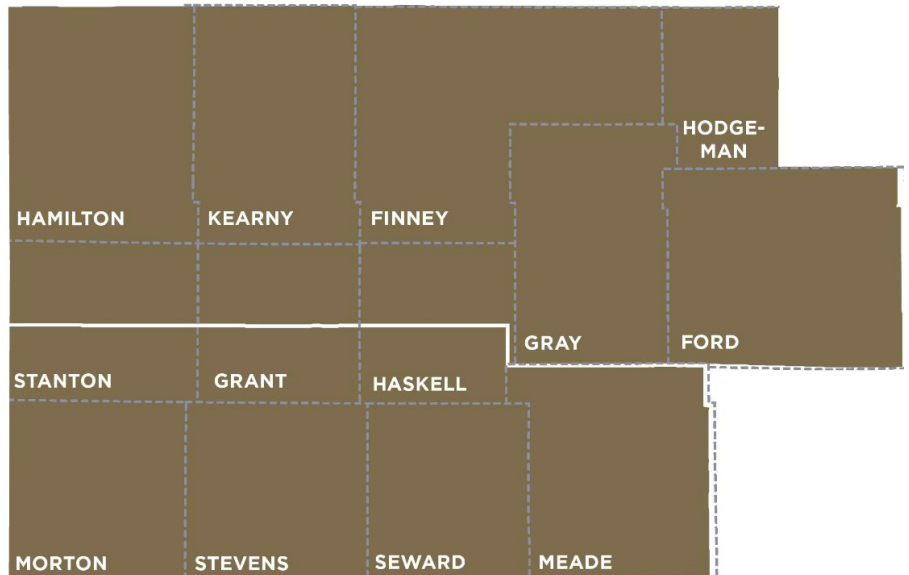 HODGE-
MAN
HAMILTON
KEARNY
FINNEY
GRAY
FORD
STANTON
GRANT
HASKELL
MORTON
STEVENS
SEWARD
MEADE